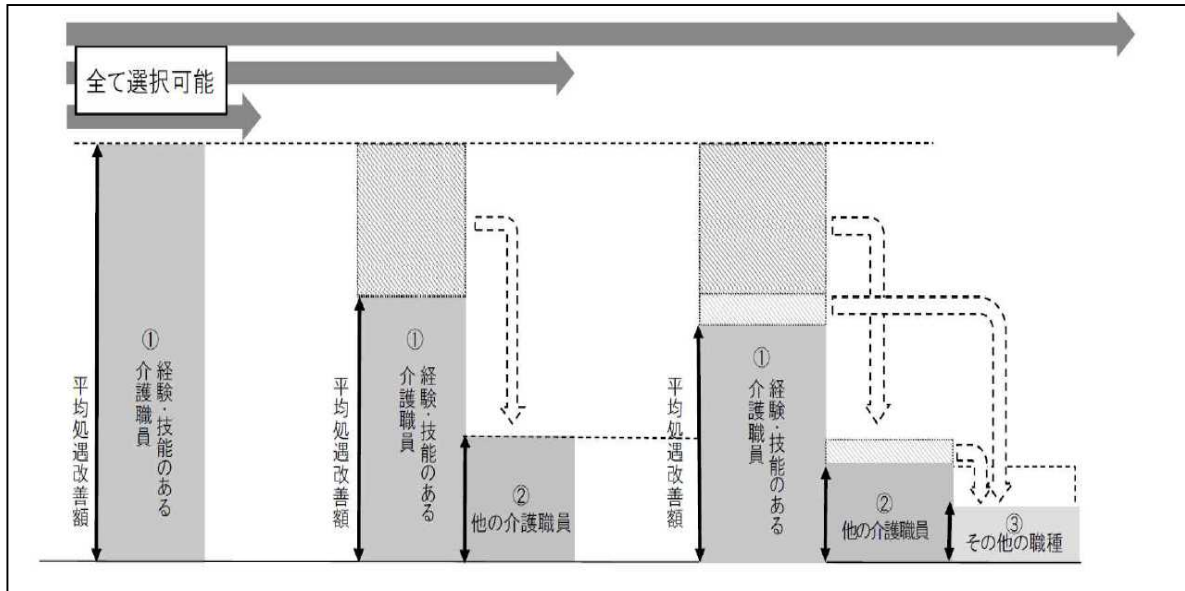 全て選択可能
平均処遇改善額
① 経験・技能のある
介護職員
平均処遇改善額
① 経験・技能のある
介護職員
②
他の介護職員
平均処遇改善額
① 経験・技能のある
介護職員
②
他の介護職員
③
その他の職種